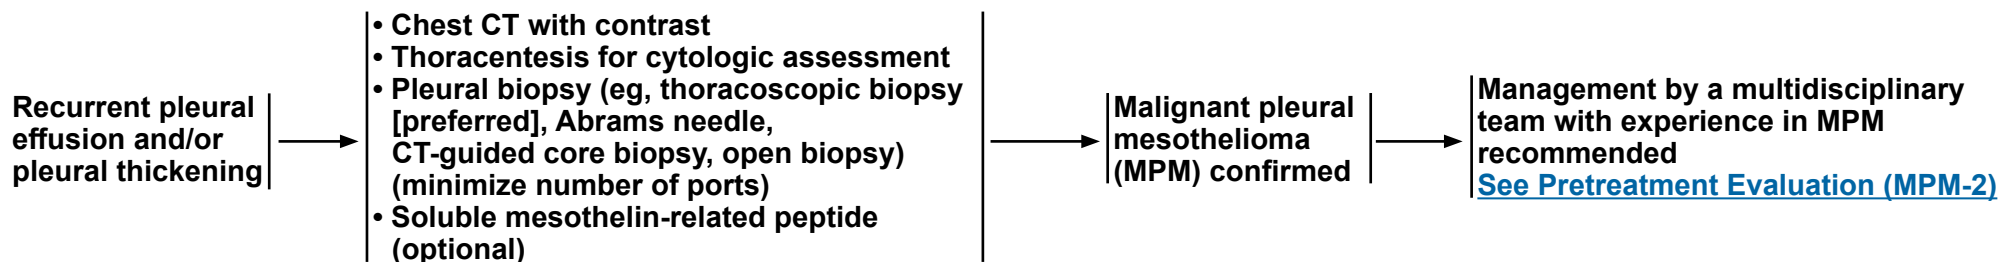 Recurrent pleural
effusion and/or
pleural thickening
• Chest CT with contrast
• Thoracentesis for cytologic assessment
• Pleural biopsy (eg, thoracoscopic biopsy
[preferred], Abrams needle,
CT-guided core biopsy, open biopsy)
(minimize number of ports)
• Soluble mesothelin-related peptide
(optional)
Malignant pleural
mesothelioma
(MPM) confirmed
Management by a multidisciplinary
team with experience in MPM
recommended
See Pretreatment Evaluation (MPM-2)